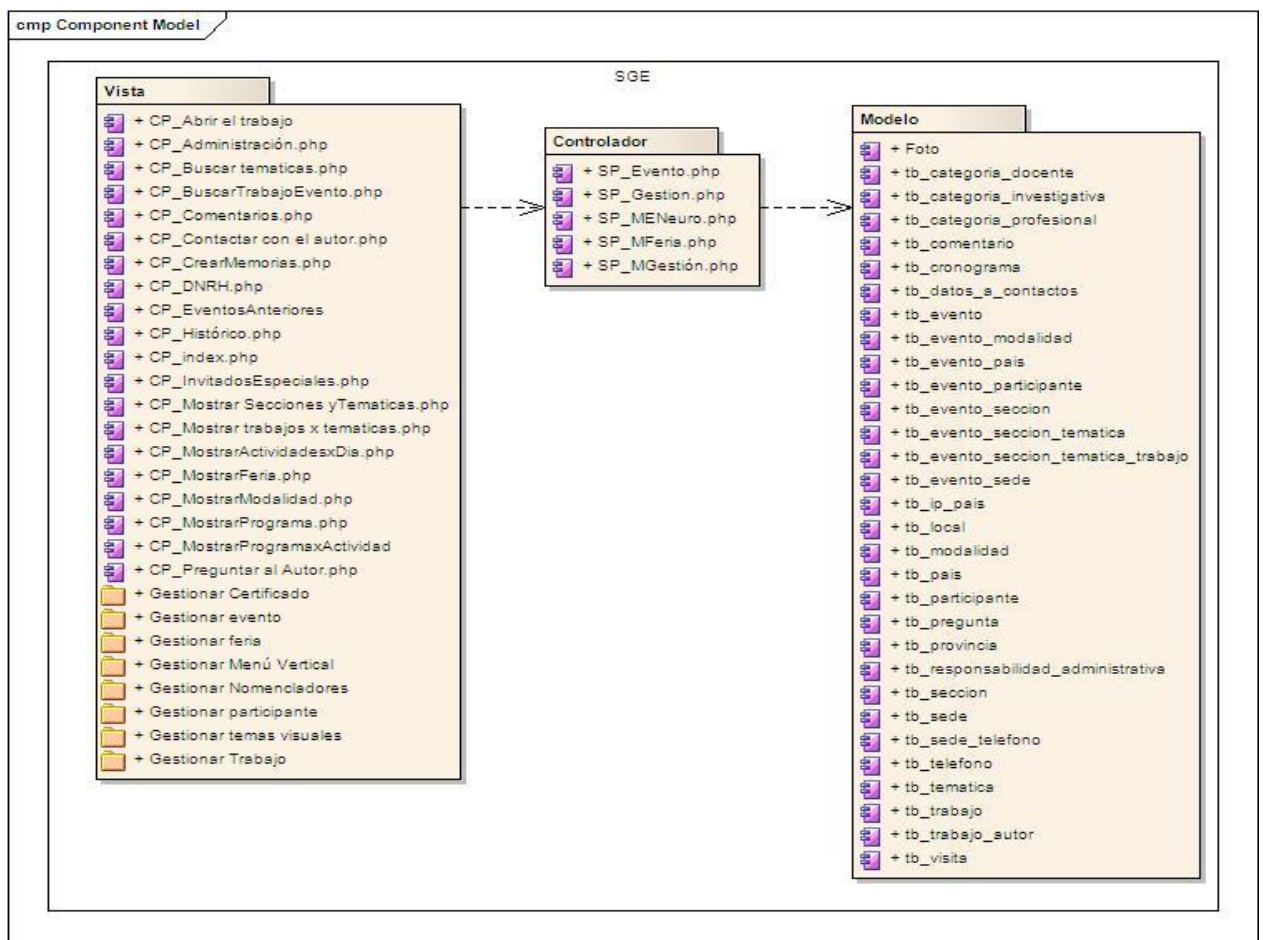 cmp Component Model
SGE
Vista
+ CP_Abrir el trabajo
+ CP_Administración.php
+ CP_Buscar tematicas.php
+ CP_BuscarTrabajoEvento.php
+ CP_Comentarios.php
+ CP_Contactar con el autor.php
+ CP_CrearMemorias.php
+ CP_DNRH.php
+ CP_EventosAnteriores
+ CP_Histórico.php
+ CP_index.php
+ CP_InvitadosEspeciales.php
+ CP_Mostrar Secciones yTematicas.php
+ CP_Mostrar trabajos x tematicas.php
+ CP_MostrarActividadesxDia.php
+ CP_MostrarFeria.php
+ CP_MostrarModalidad.php
+ CP_MostrarPrograma.php
+ CP_MostrarProgramaxActividad
+ CP_Preguntar al Autor.php
+ Gestionar Certificado
+ Gestionar evento
+ Gestionar feria
+ Gestionar Menú Vertical
+ Gestionar Nomencladores
+ Gestionar participante
+ Gestionar temas visuales
+ Gestionar Trabajo
Controlador
+ SP_Evento.php
+ SP_Gestion.php
+ SP_MENeuro.php
+ SP_MFeria.php
+ SP_MGestión.php
Modelo
+ Foto
+ tb_categoria_docente
+ tb_categoria_investigativa
+ tb_categoria_profesional
+ tb_comentario
+ tb_cronograma
+ tb_datos_a_contactos
+ tb_evento
+ tb_evento_modalidad
+ tb_evento_pais
+ tb_evento_participante
+ tb_evento_seccion
+ tb_evento_seccion_tematica
+ tb_evento_seccion_tematica_trabajo
+ tb_evento_sede
+ tb_ip_pais
+ tb_local
+ tb_modalidad
+ tb_pais
+ tb_participante
+ tb_pregunta
+ tb_provincia
+ tb_responsabilidad_administrativa
+ tb_seccion
+ tb_sede
+ tb_sede_telefono
+ tb_telefono
+ tb_tematica
+ tb_trabajo
+ tb_trabajo_autor
+ tb_visita